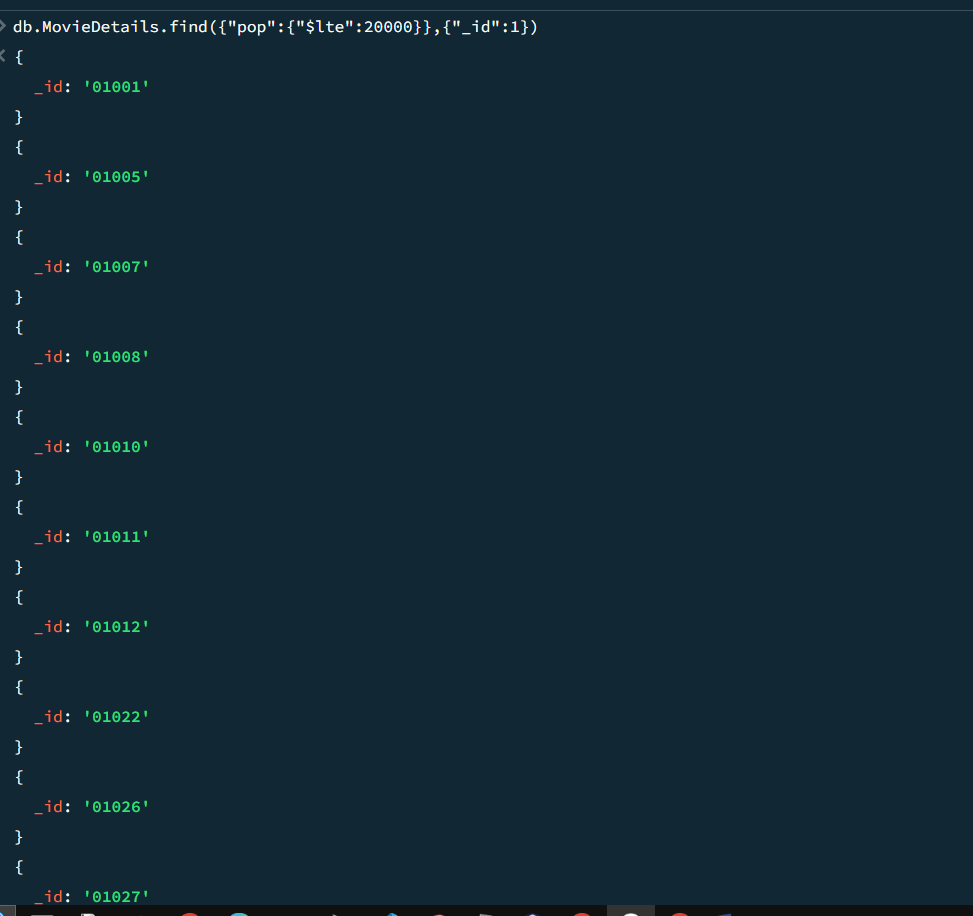 db.MovieDetails.find({"pop":{"$lte":20000}},{"_id":1})
{
_id: '01001'
}
{
_id: '01005'
}
{
_id: '01007'
}
{
_id: '01008'
}
{
_id: '01010'
}
{
_id: '01011'
}
{
_id: '01012'
}
{
_id: '01022'
}
{
_id: '01026'
}
{
_id: '01027'